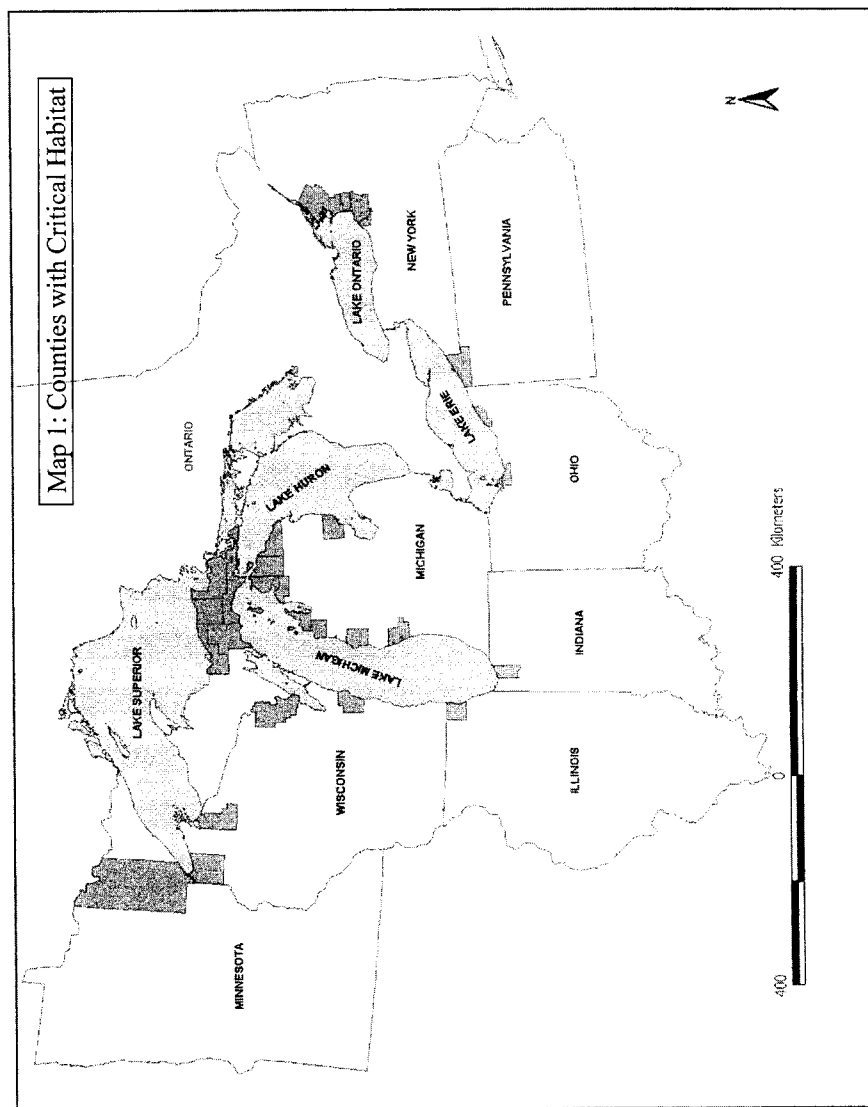 Map 1: Counties with Critical Habitat
ONTARIO
LAKE SUPERIOR
MINNESOTA
LAKE HURON
LAKE ONTARIO
NEW YORK
WISCONSIN
LAKE MICHIGAN
MICHIGAN
LAKE ERIE
PENNSYLVANIA
ILLINOIS
INDIANA
OHIO
N
400 0 400 Kilometers